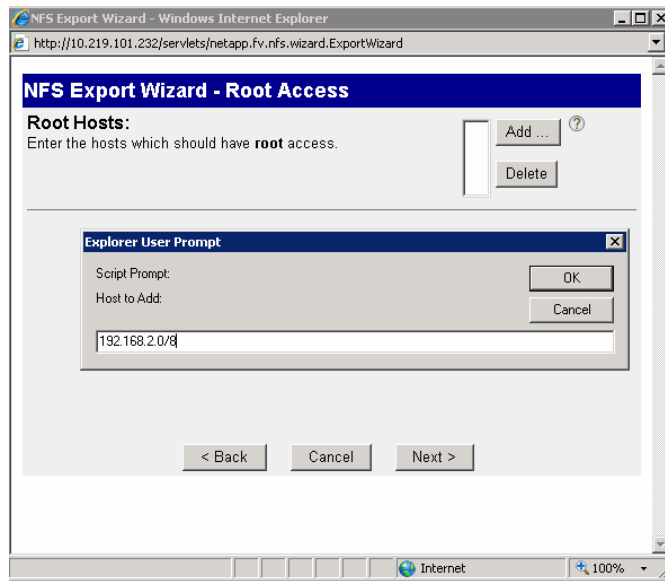 NFS Export Wizard - Windows Internet Explorer
http://10.219.101.232/servlets/netapp.fv.nfs.wizard.ExportWizard
NFS Export Wizard - Root Access
Root Hosts:
Enter the hosts which should have root access.
Add ...
?
Delete
Explorer User Prompt
Script Prompt:
OK
Host to Add:
Cancel
192.168.2.0/8
< Back
Cancel
Next >
Internet
100%